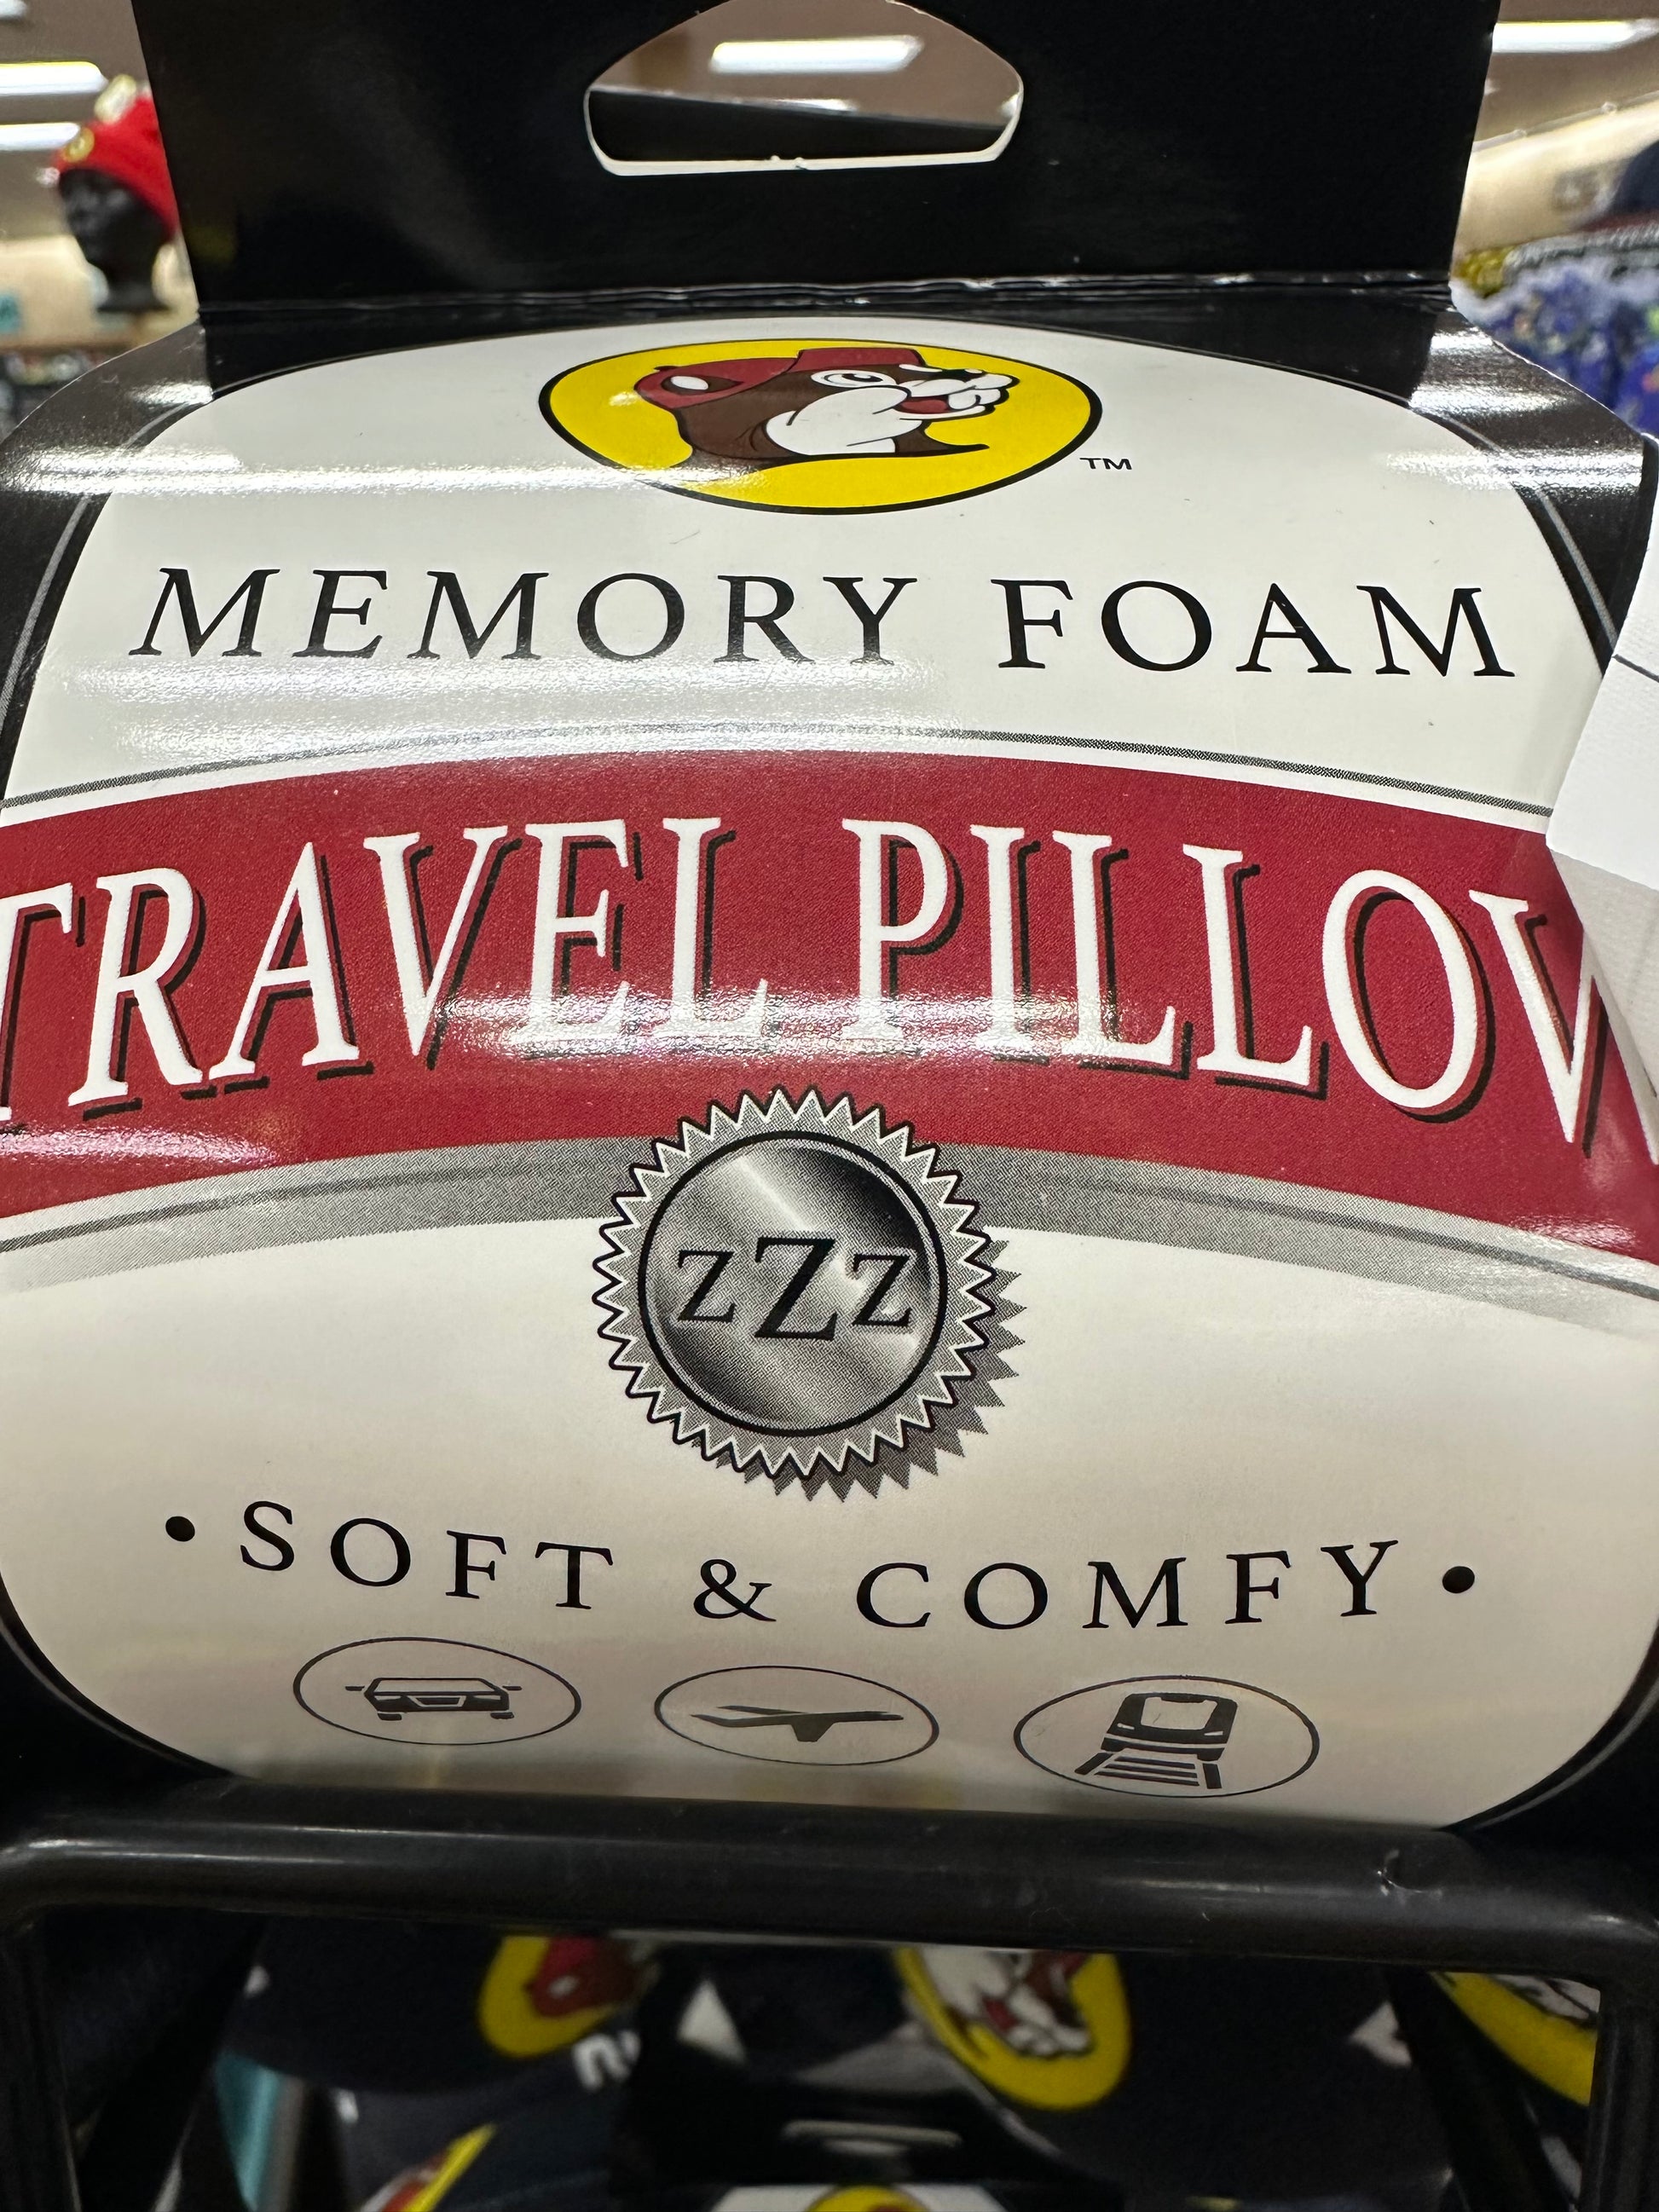 TM
MEMORY FOAM
TRAVEL PILLOW
zZz
• SOFT & COMFY •